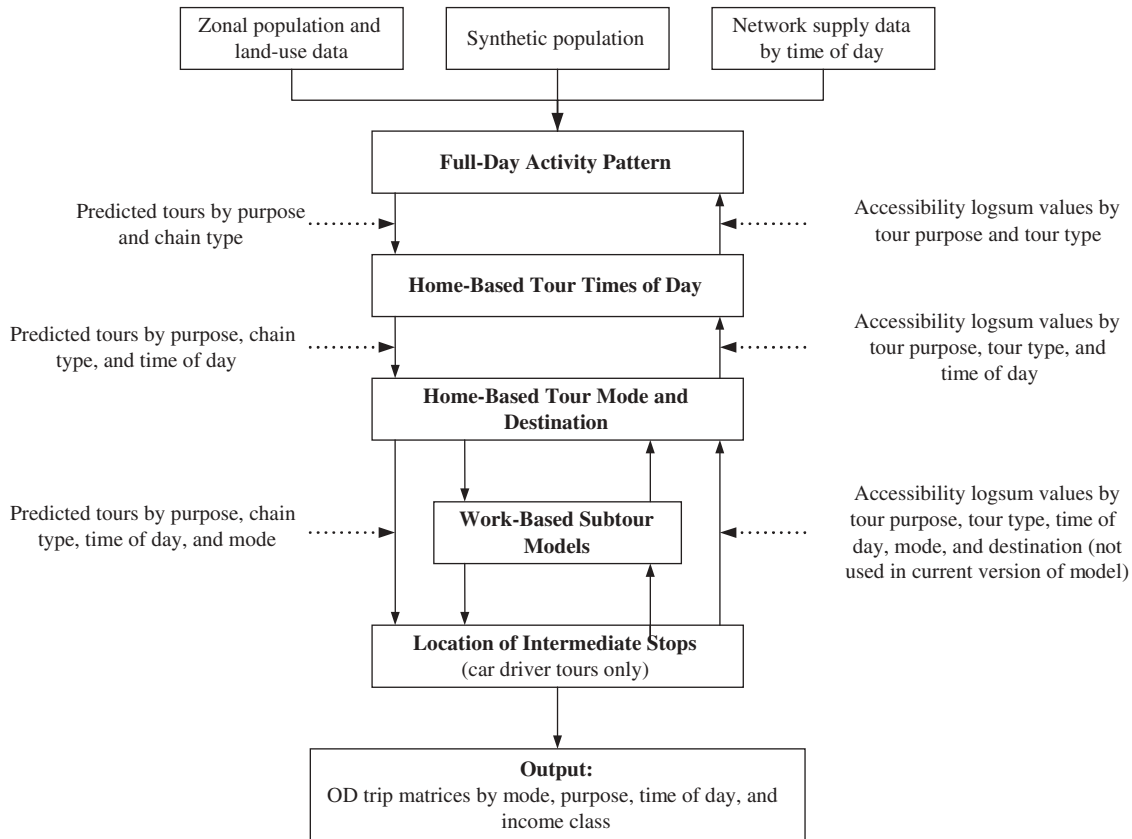 Zonal population and
land-use data
Synthetic population
Network supply data
by time of day
Full-Day Activity Pattern
Predicted tours by purpose
and chain type
Accessibility logsum values by
tour purpose and tour type
Home-Based Tour Times of Day
Predicted tours by purpose, chain
type, and time of day
Accessibility logsum values by
tour purpose, tour type, and
time of day
Home-Based Tour Mode and
Destination
Predicted tours by purpose, chain
type, time of day, and mode
Work-Based Subtour
Models
Accessibility logsum values by
tour purpose, tour type, time of
day, mode, and destination (not
used in current version of model)
Location of Intermediate Stops
(car driver tours only)
Output:
OD trip matrices by mode, purpose, time of day, and
income class